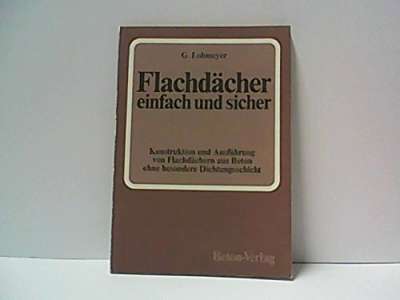 G. Lohmeyer
Flachdächer
einfach und sicher
Konstruktion und Ausführung
von Flachdächern aus Beton
ohne besondere Dichtungsschicht
Beton-Verlag